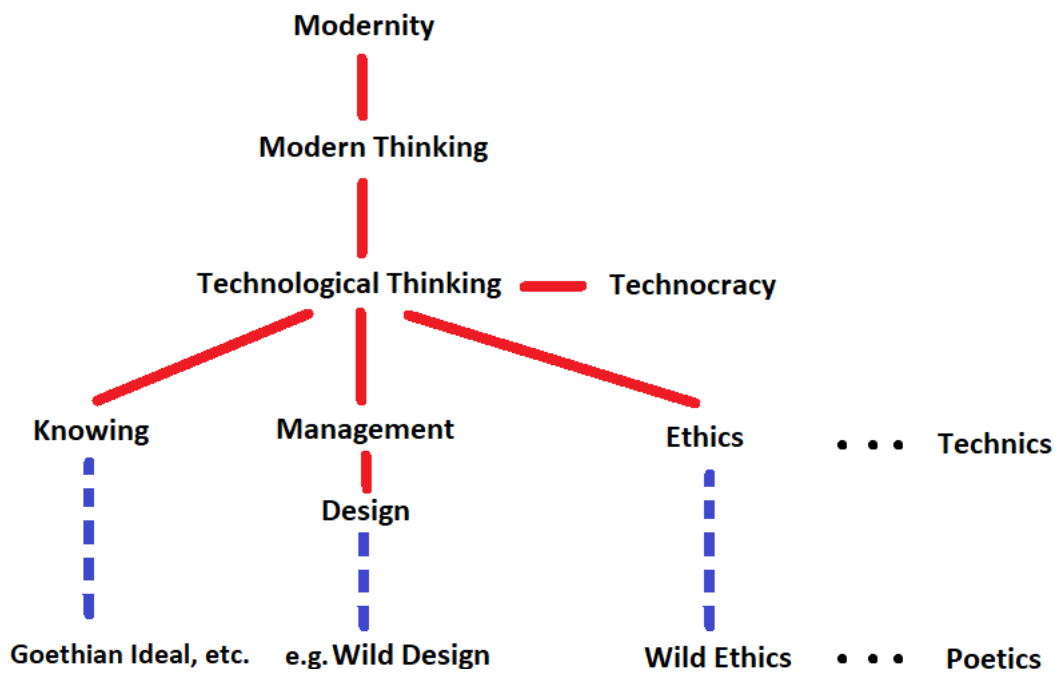 Modernity
Modern Thinking
Technological Thinking Technocracy
Knowing Management Ethics • • • Technics
Design
Goethian Ideal, etc. e.g. Wild Design Wild Ethics • • • Poetics